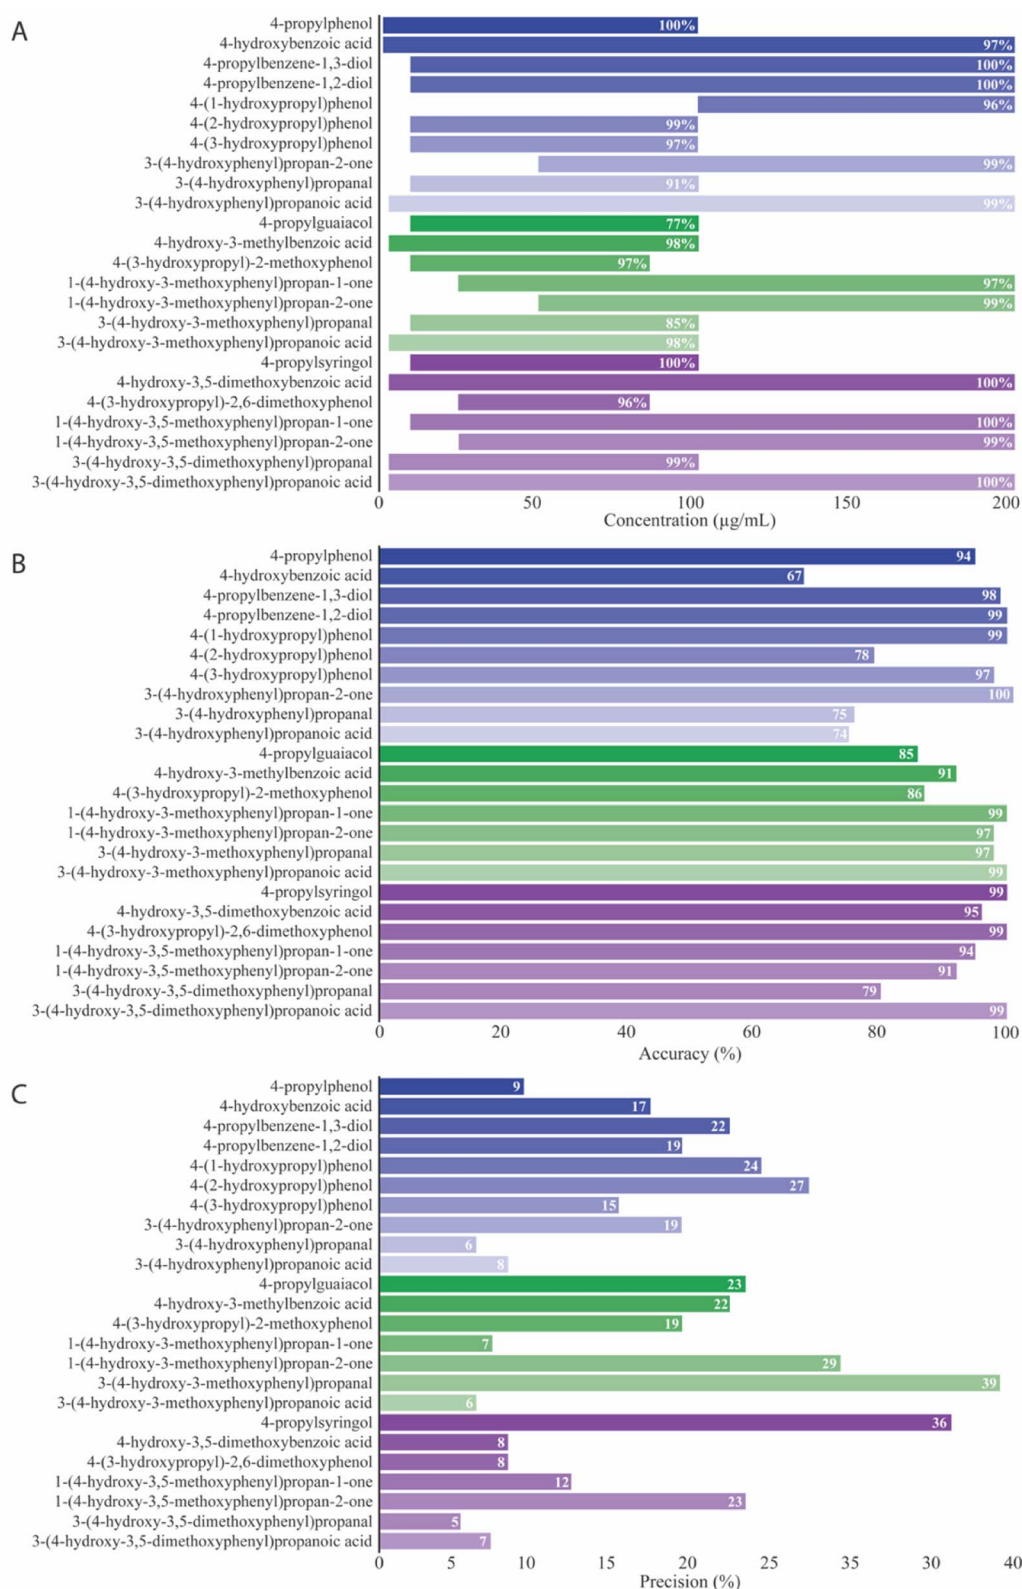 A
4-propylphenol 100%
4-hydroxybenzoic acid 97%
4-propylbenzene-1,3-diol 100%
4-propylbenzene-1,2-diol 100%
4-(1-hydroxypropyl)phenol 96%
4-(2-hydroxypropyl)phenol 99%
4-(3-hydroxypropyl)phenol 97%
3-(4-hydroxyphenyl)propan-2-one 99%
3-(4-hydroxyphenyl)propanal 91%
3-(4-hydroxyphenyl)propanoic acid 99%
4-propylguaiacol 77%
4-hydroxy-3-methylbenzoic acid 98%
4-(3-hydroxypropyl)-2-methoxyphenol 97%
1-(4-hydroxy-3-methoxyphenyl)propan-1-one 97%
1-(4-hydroxy-3-methoxyphenyl)propan-2-one 99%
3-(4-hydroxy-3-methoxyphenyl)propanal 85%
3-(4-hydroxy-3-methoxyphenyl)propanoic acid 98%
4-propylsyringol 100%
4-hydroxy-3,5-dimethoxybenzoic acid 100%
4-(3-hydroxypropyl)-2,6-dimethoxyphenol 96%
1-(4-hydroxy-3,5-methoxyphenyl)propan-1-one 100%
1-(4-hydroxy-3,5-methoxyphenyl)propan-2-one 99%
3-(4-hydroxy-3,5-dimethoxyphenyl)propanal 99%
3-(4-hydroxy-3,5-dimethoxyphenyl)propanoic acid 100%
0 50 100 150 200
Concentration (µg/mL)
B
4-propylphenol 94
4-hydroxybenzoic acid 67
4-propylbenzene-1,3-diol 98
4-propylbenzene-1,2-diol 99
4-(1-hydroxypropyl)phenol 99
4-(2-hydroxypropyl)phenol 78
4-(3-hydroxypropyl)phenol 97
3-(4-hydroxyphenyl)propan-2-one 100
3-(4-hydroxyphenyl)propanal 75
3-(4-hydroxyphenyl)propanoic acid 74
4-propylguaiacol 85
4-hydroxy-3-methylbenzoic acid 91
4-(3-hydroxypropyl)-2-methoxyphenol 86
1-(4-hydroxy-3-methoxyphenyl)propan-1-one 99
1-(4-hydroxy-3-methoxyphenyl)propan-2-one 97
3-(4-hydroxy-3-methoxyphenyl)propanal 97
3-(4-hydroxy-3-methoxyphenyl)propanoic acid 99
4-propylsyringol 99
4-hydroxy-3,5-dimethoxybenzoic acid 95
4-(3-hydroxypropyl)-2,6-dimethoxyphenol 99
1-(4-hydroxy-3,5-methoxyphenyl)propan-1-one 94
1-(4-hydroxy-3,5-methoxyphenyl)propan-2-one 91
3-(4-hydroxy-3,5-dimethoxyphenyl)propanal 79
3-(4-hydroxy-3,5-dimethoxyphenyl)propanoic acid 99
0 20 40 60 80 100
Accuracy (%)
C
4-propylphenol 9
4-hydroxybenzoic acid 17
4-propylbenzene-1,3-diol 22
4-propylbenzene-1,2-diol 19
4-(1-hydroxypropyl)phenol 24
4-(2-hydroxypropyl)phenol 27
4-(3-hydroxypropyl)phenol 15
3-(4-hydroxyphenyl)propan-2-one 19
3-(4-hydroxyphenyl)propanal 6
3-(4-hydroxyphenyl)propanoic acid 8
4-propylguaiacol 23
4-hydroxy-3-methylbenzoic acid 22
4-(3-hydroxypropyl)-2-methoxyphenol 19
1-(4-hydroxy-3-methoxyphenyl)propan-1-one 7
1-(4-hydroxy-3-methoxyphenyl)propan-2-one 29
3-(4-hydroxy-3-methoxyphenyl)propanal 39
3-(4-hydroxy-3-methoxyphenyl)propanoic acid 6
4-propylsyringol 36
4-hydroxy-3,5-dimethoxybenzoic acid 8
4-(3-hydroxypropyl)-2,6-dimethoxyphenol 8
1-(4-hydroxy-3,5-methoxyphenyl)propan-1-one 12
1-(4-hydroxy-3,5-methoxyphenyl)propan-2-one 23
3-(4-hydroxy-3,5-dimethoxyphenyl)propanal 5
3-(4-hydroxy-3,5-dimethoxyphenyl)propanoic acid 7
0 5 10 15 20 25 35 30 40
Precision (%)